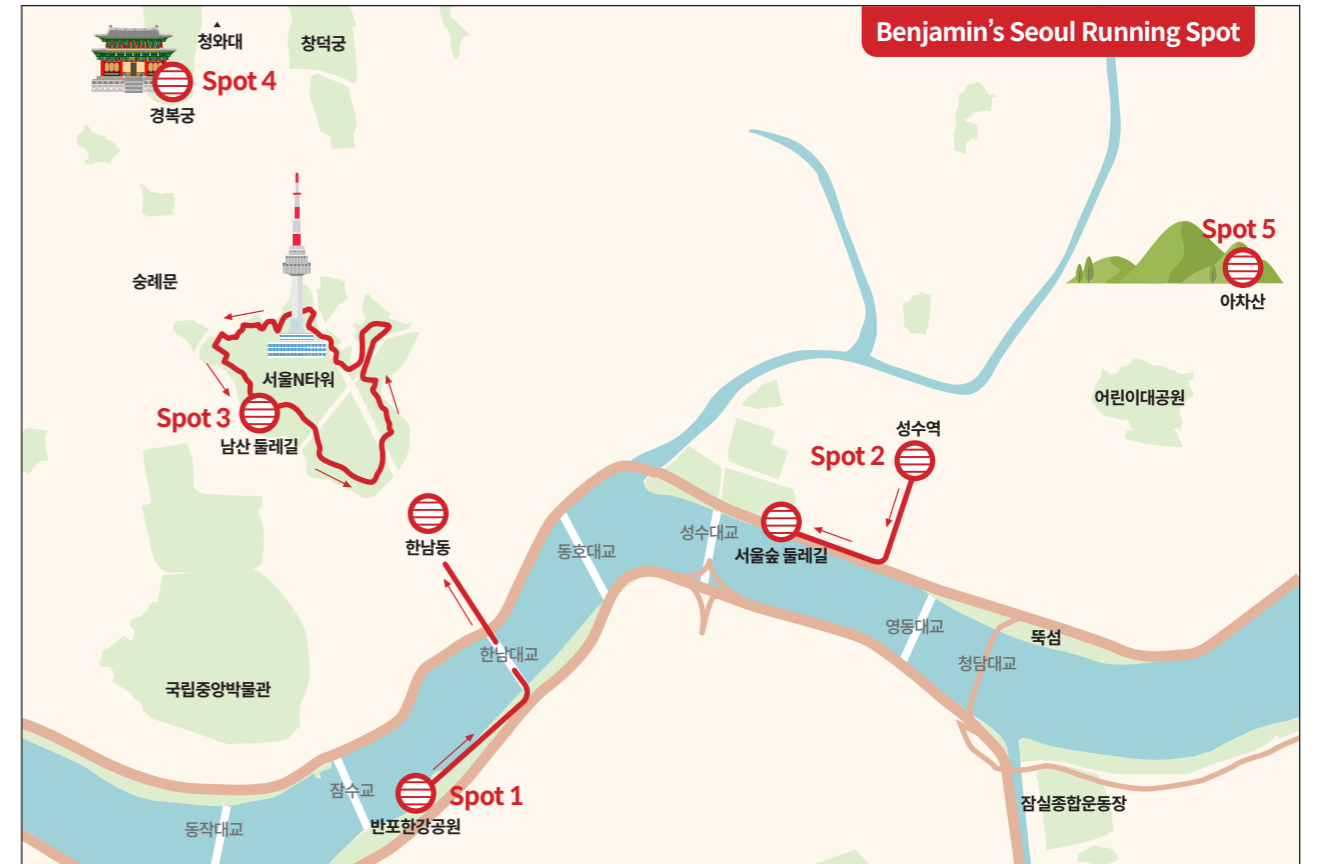 Benjamin's Seoul Running Spot
청와대
창덕궁
Spot 4
경복궁
Spot 5
아차산
숭례문
서울N타워
Spot 3
남산 둘레길
어린이대공원
성수역
Spot 2
한남동
동호대교
성수대교
서울숲 둘레길
영동대교
뚝섬
청담대교
한남대교
국립중앙박물관
잠수교
Spot 1
반포한강공원
동작대교
잠실종합운동장